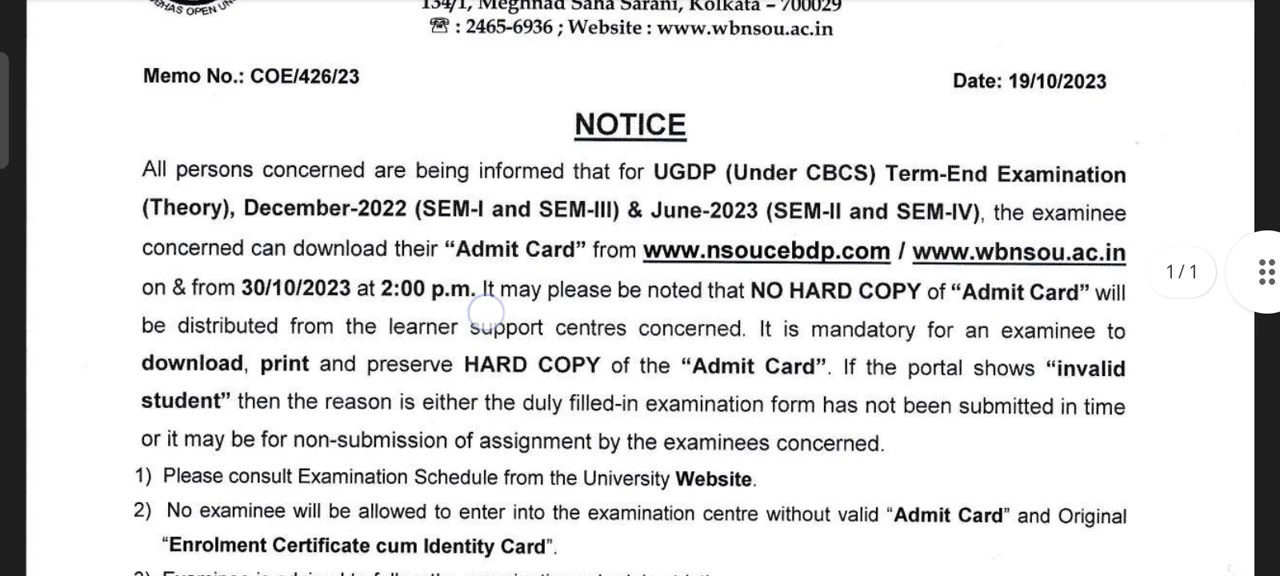 HAS OPEN UN
134/1, Meghnad Saha Sarani, Kolkata – 700029
☎ : 2465-6936 ; Website : www.wbnsou.ac.in
Memo No.: COE/426/23
Date: 19/10/2023
NOTICE
All persons concerned are being informed that for UGDP (Under CBCS) Term-End Examination
(Theory), December-2022 (SEM-I and SEM-III) & June-2023 (SEM-II and SEM-IV), the examinee
concerned can download their “Admit Card” from www.nsoucebdp.com / www.wbnsou.ac.in
on & from 30/10/2023 at 2:00 p.m. It may please be noted that NO HARD COPY of “Admit Card” will
1/1
be distributed from the learner support centres concerned. It is mandatory for an examinee to
download, print and preserve HARD COPY of the “Admit Card”. If the portal shows “invalid
student” then the reason is either the duly filled-in examination form has not been submitted in time
or it may be for non-submission of assignment by the examinees concerned.
1) Please consult Examination Schedule from the University Website.
2) No examinee will be allowed to enter into the examination centre without valid “Admit Card” and Original
“Enrolment Certificate cum Identity Card”.